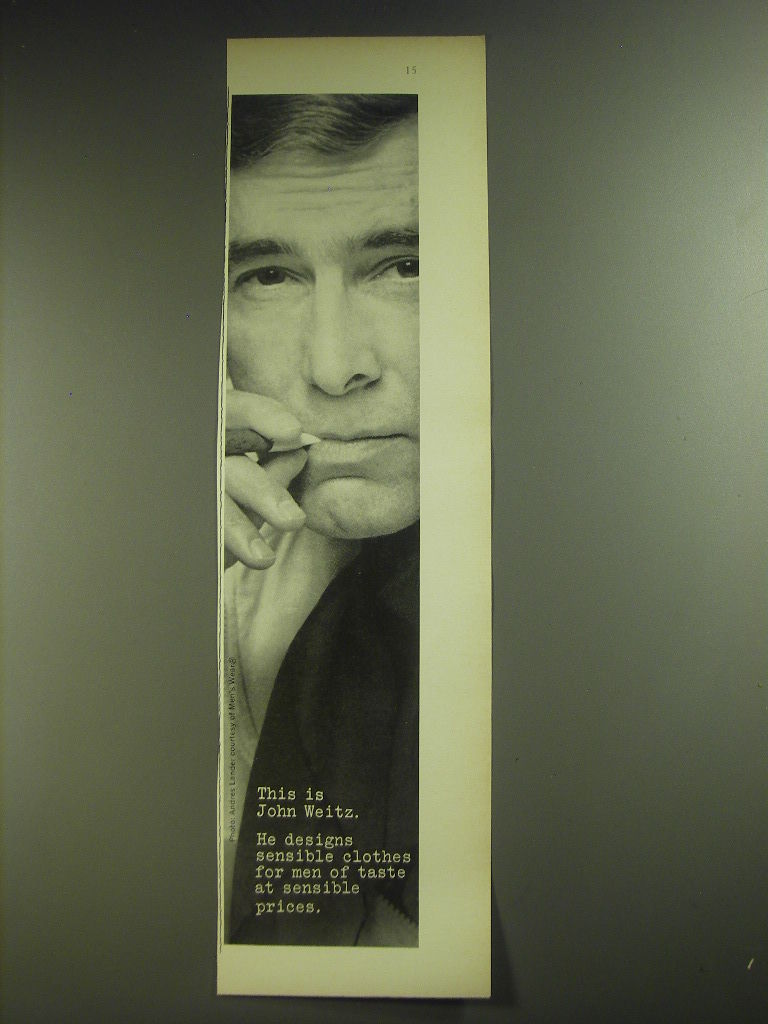 15
Photo: Andres Lander courtesy of Men's Wear®
This is
John Weitz.
He designs
sensible clothes
for men of taste
at sensible
prices.